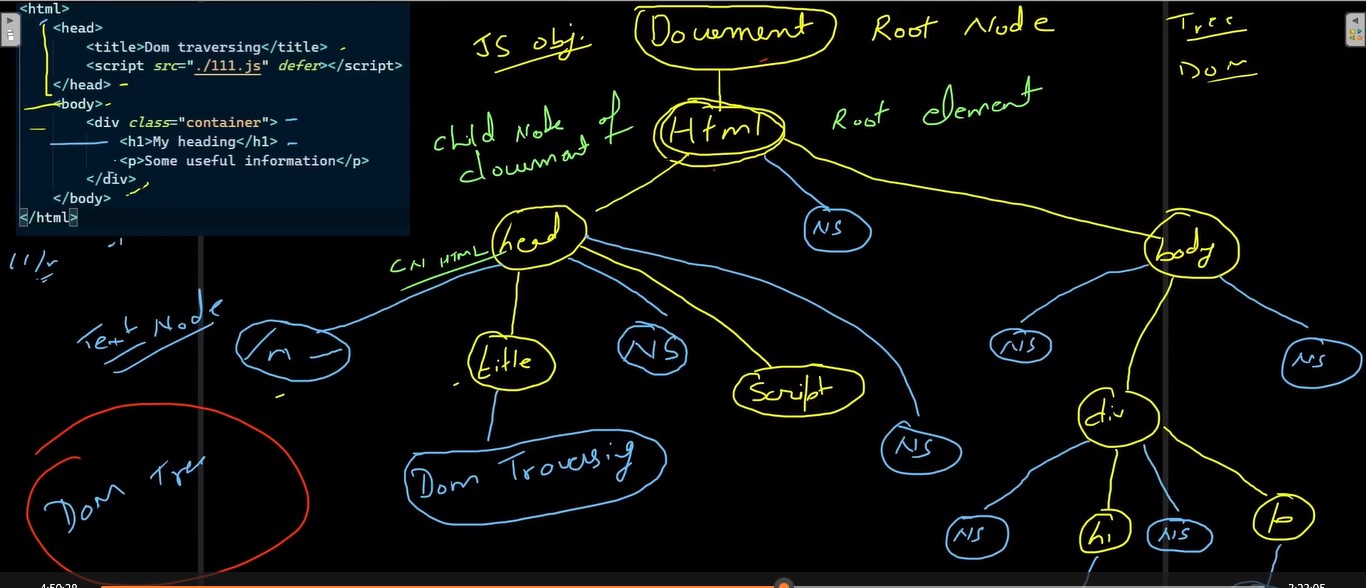 <html>
<head>
<title>Dom traversing</title>
<script src="./111.js" defer></script>
</head>
<body>
<div class="container">
<h1>My heading</h1>
<p>Some useful information</p>
</div>
</body>
</html>
JS obj.
Document
Root Node
Tree
DOM
Child Node of
document
Html
Root element
head
NS
body
CN HTML
Text Node
/n
title
NS
Script
NS
NS
NS
Dom Traversing
div
Dom Tree
NS
h1
NS
p
4:50:28
3:22:05